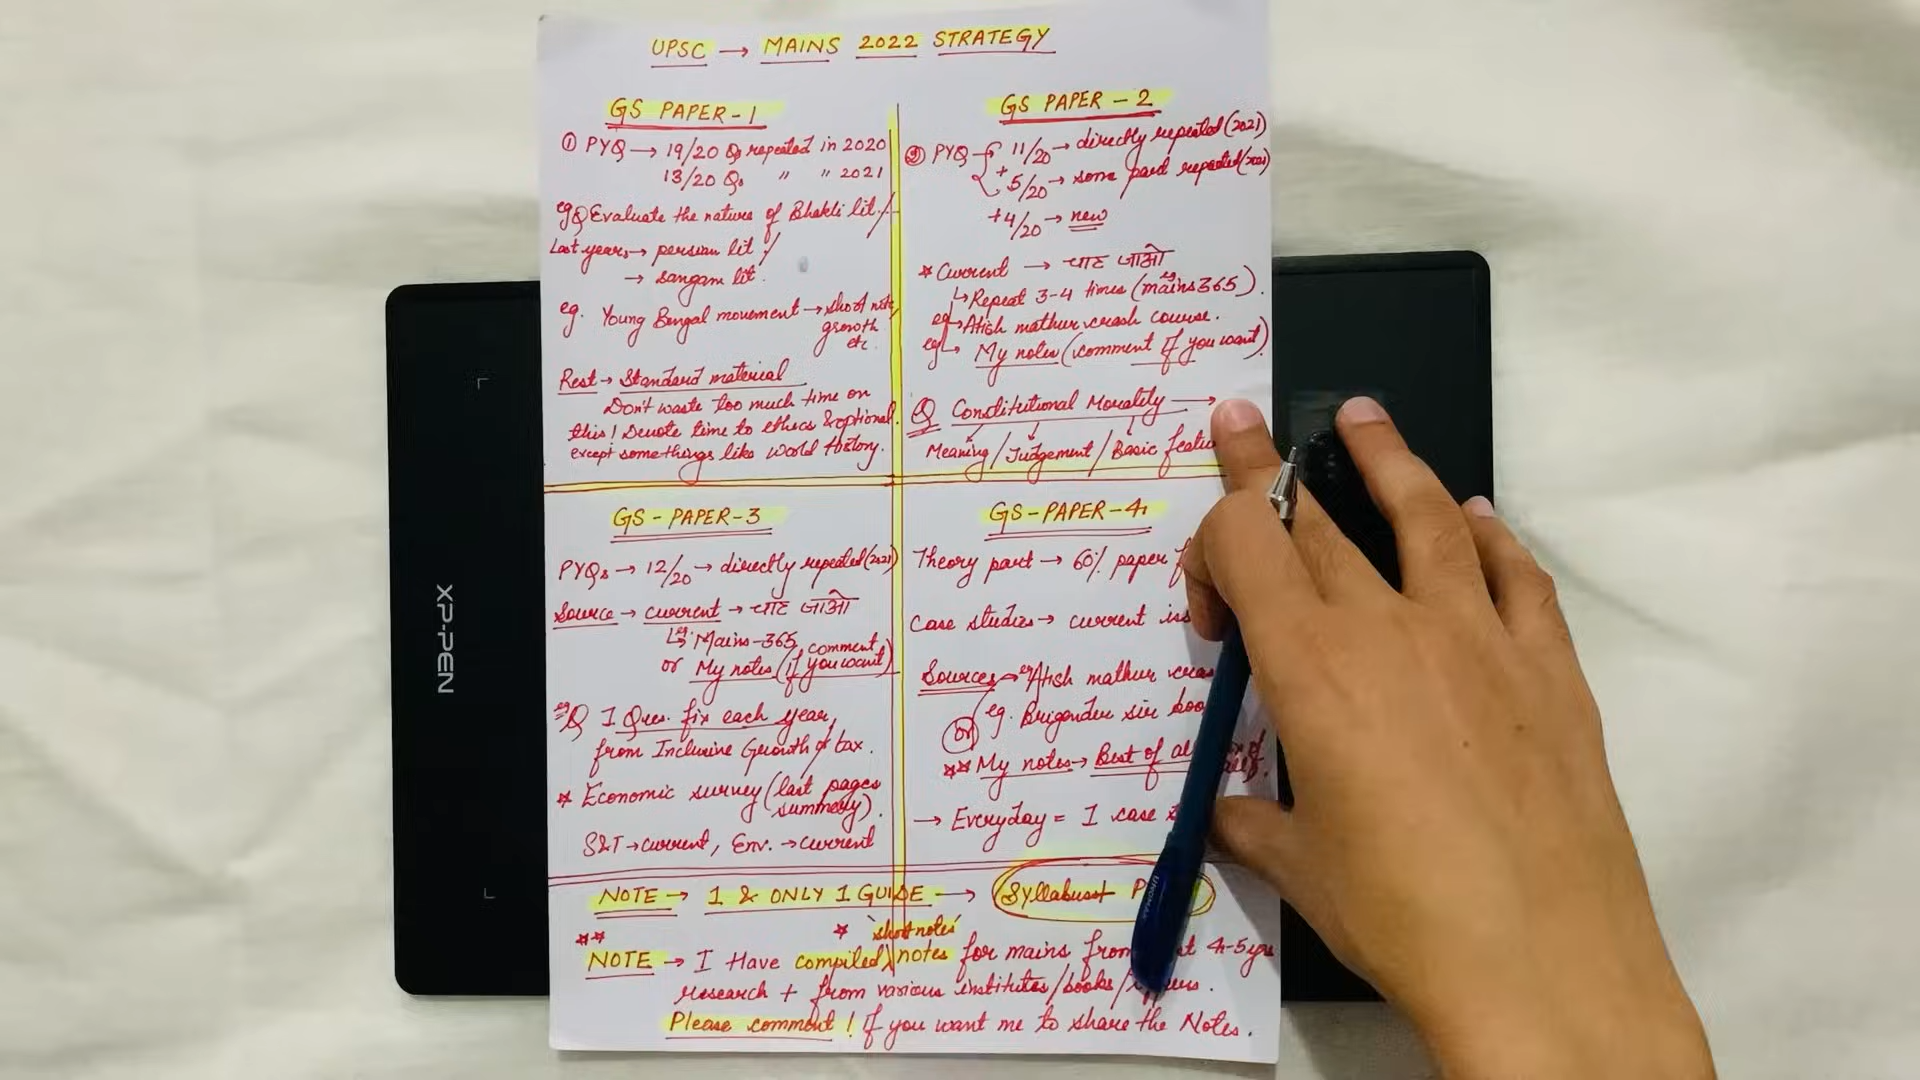 UPSC → MAINS 2022 STRATEGY
GS PAPER-1
① PYQ → 19/20 Qs repeated in 2020
13/20 Qs " " 2021
eg Q Evaluate the nature of Bhakti lit./
Last years → persian lit /
→ sangam lit.
eg. Young Bengal movement → short note
growth
etc.
Rest → Standard material
Don't waste too much time on
this! Devote time to ethics & optional.
except somethings like World History.
GS PAPER - 2
② PYQ → 11/20 → directly repeated (2021)
+ 5/20 → some part repeated (2021)
+4/20 → new
* Current → चाट जाओ
↳ Repeat 3-4 times (eg mains 365).
eg → Atish mathur crash course.
eg → My notes (comment if you want)
Q Constitutional Morality →
Meaning / Judgement / Basic
GS - PAPER - 3
PYQs → 12/20 → directly repeated (2021)
Source → current → चाट जाओ
↳ eg. Mains-365
or My notes (comment if you want)
eg Q 1 Ques. fix each year,
from Inclusive Growth / tax.
* Economic survey (last pages
summery).
S&T → current, Env. → current
GS-PAPER-4
Theory part → 60% paper
Case studies → current
Sources → eg Atish mathur
or eg. Brigender sir
** My notes → Best of
→ Everyday = 1 case
NOTE → 1 & ONLY 1 GUIDE → Syllabus+
** * 'short notes'
NOTE → I Have compiled notes for mains from 4-5yrs
research + from various institutes/books/
Please comment! if you want me to share the Notes.
XP-PEN
UNOMAX